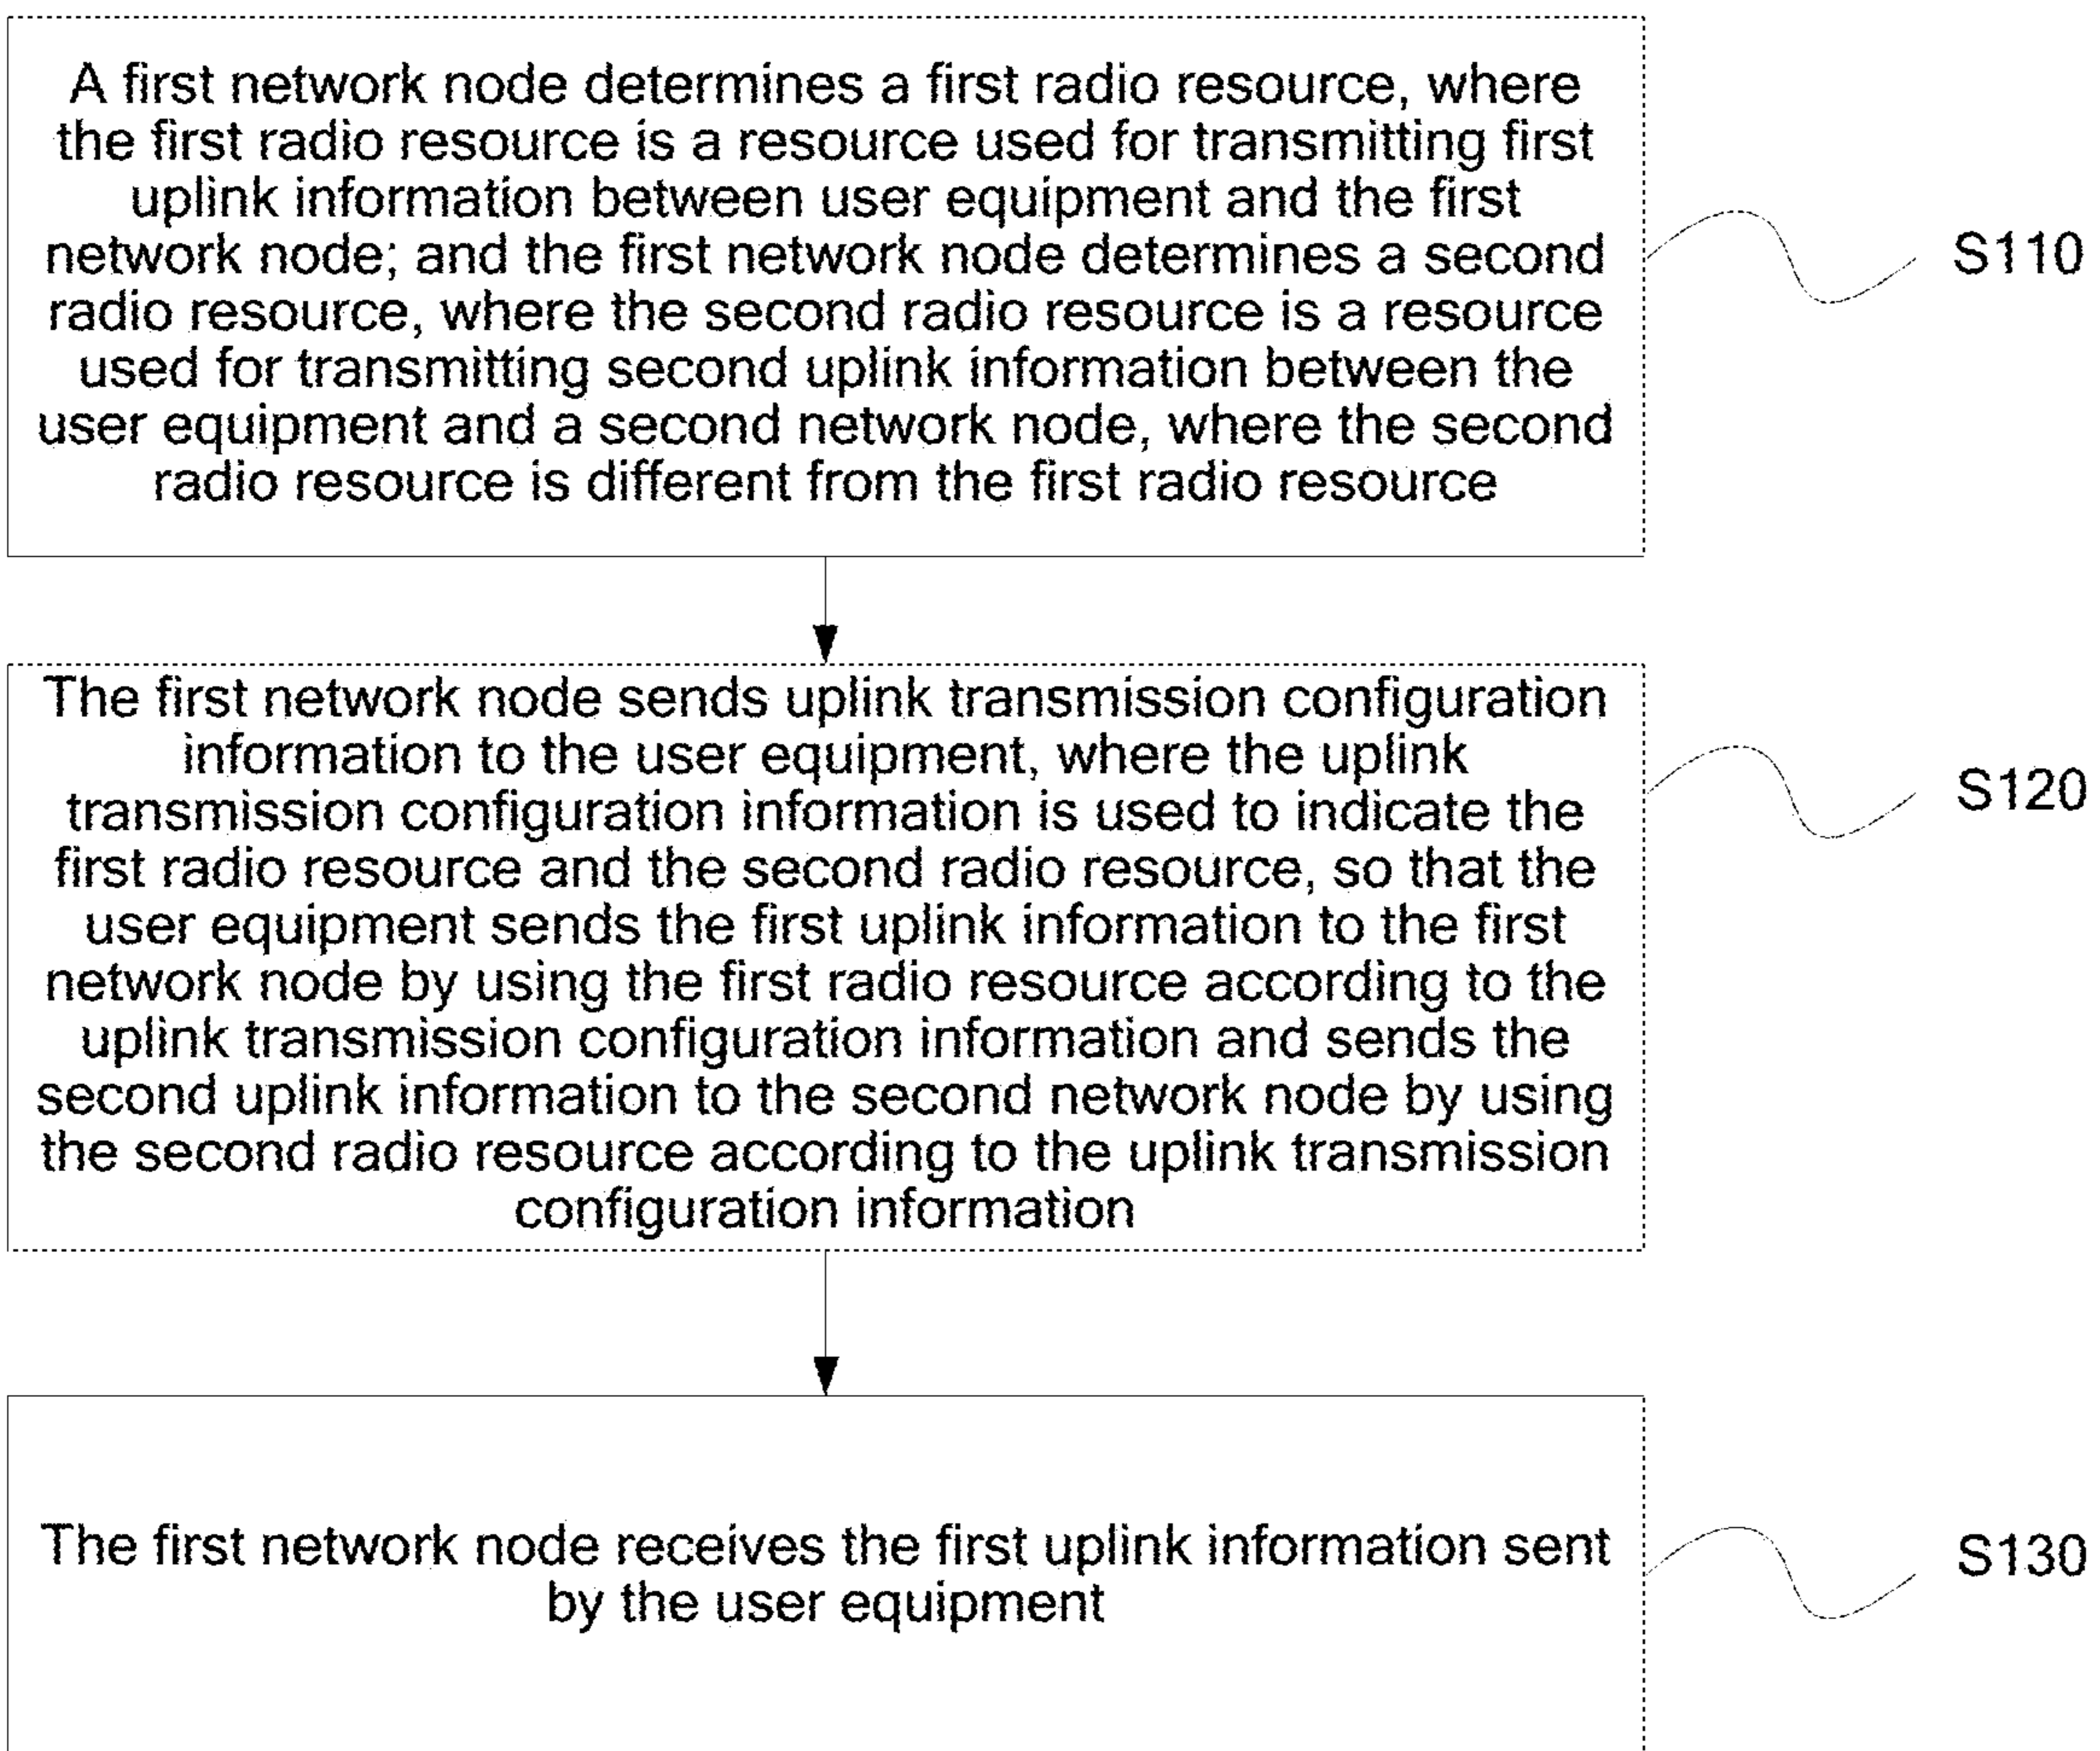 A first network node determines a first radio resource, where
the first radio resource is a resource used for transmitting first
uplink information between user equipment and the first
network node; and the first network node determines a second
radio resource, where the second radio resource is a resource
used for transmitting second uplink information between the
user equipment and a second network node, where the second
radio resource is different from the first radio resource
S110
The first network node sends uplink transmission configuration
information to the user equipment, where the uplink
transmission configuration information is used to indicate the
first radio resource and the second radio resource, so that the
user equipment sends the first uplink information to the first
network node by using the first radio resource according to the
uplink transmission configuration information and sends the
second uplink information to the second network node by using
the second radio resource according to the uplink transmission
configuration information
S120
The first network node receives the first uplink information sent
by the user equipment
S130